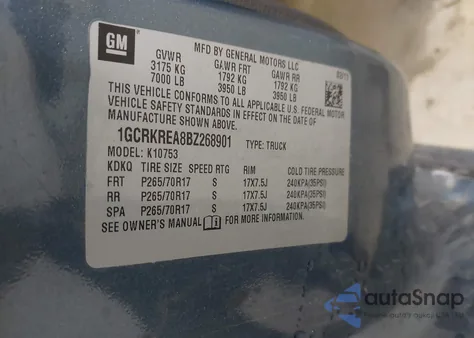 GM
MFD BY GENERAL MOTORS LLC
GVWR GAWR FRT GAWR RR
3175 KG 1792 KG 1792 KG
7000 LB 3950 LB 3950 LB
THIS VEHICLE CONFORMS TO ALL APPLICABLE U.S. FEDERAL MOTOR
VEHICLE SAFETY STANDARDS IN EFFECT ON THE DATE OF
MANUFACTURE SHOWN ABOVE.
1GCRKREA8BZ268901 TYPE: TRUCK
MODEL: K10753
KDKQ TIRE SIZE SPEED RTG RIM COLD TIRE PRESSURE
FRT P265/70R17 S 17X7.5J 240KPA(35PSI)
RR P265/70R17 S 17X7.5J 240KPA(35PSI)
SPA P265/70R17 S 17X7.5J 240KPA(35PSI)
SEE OWNER'S MANUAL FOR MORE INFORMATION.
autaSnap